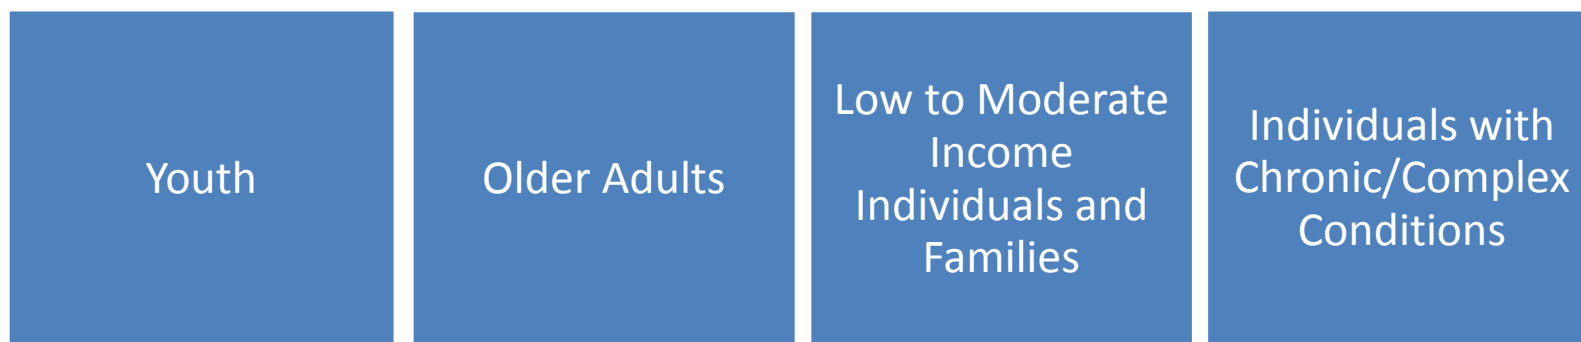 Youth
Older Adults
Low to Moderate
Income
Individuals and
Families
Individuals with
Chronic/Complex
Conditions